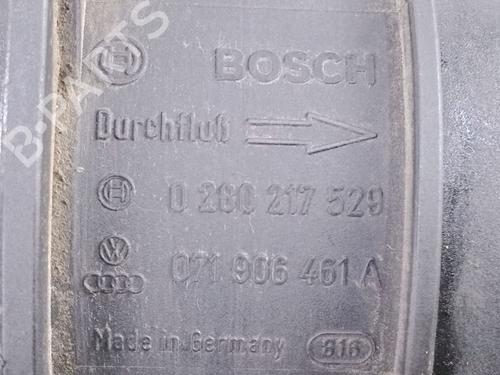 BOSCH
Durchfluß
0 280 217 529
071 906 461 A
Made in Germany 816
B-PARTS